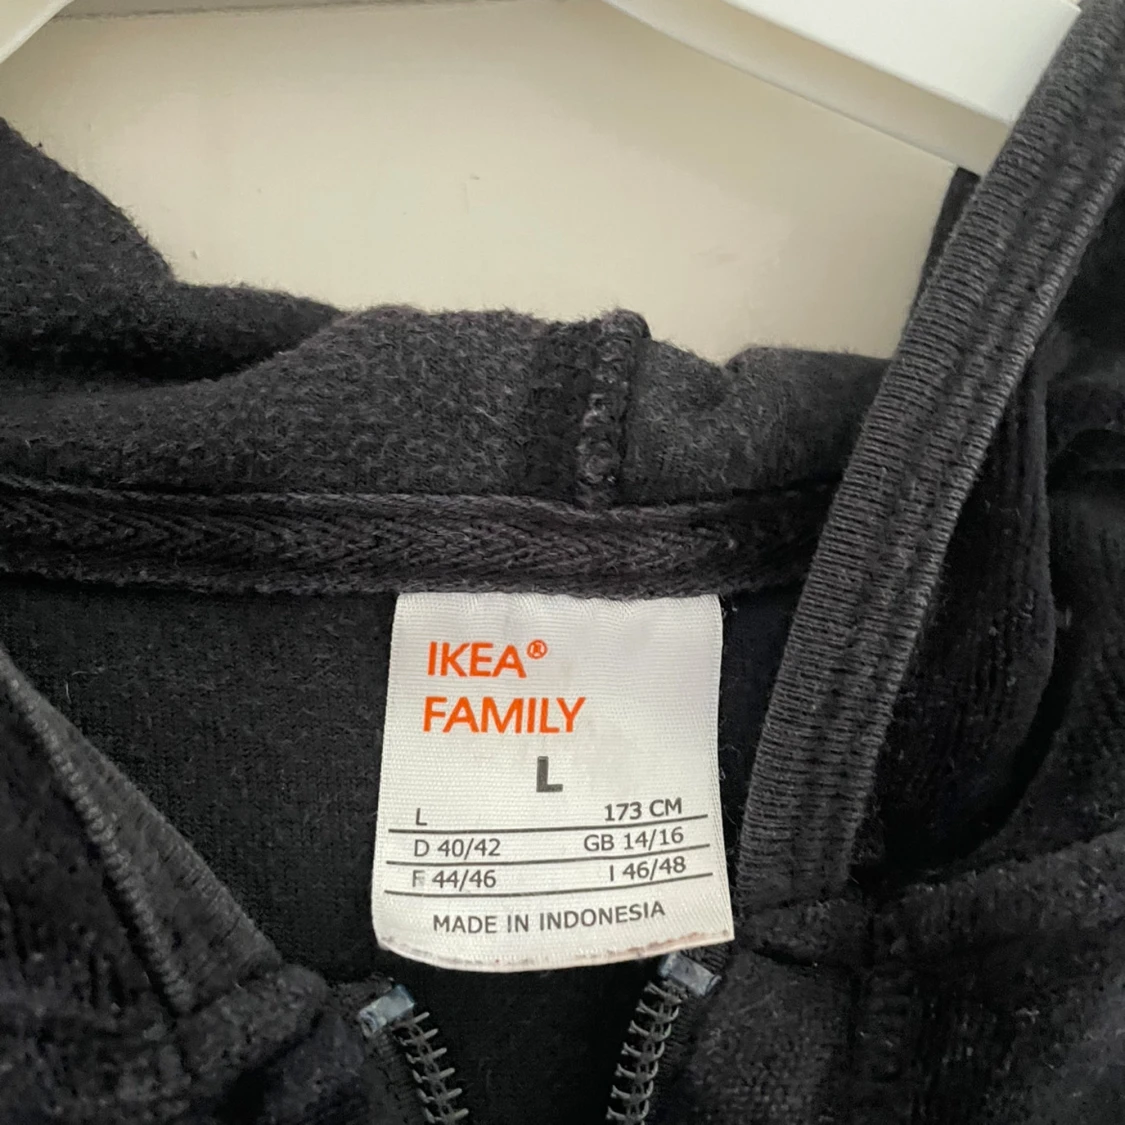 IKEA®
FAMILY
L
L 173 CM
D 40/42 GB 14/16
F 44/46 I 46/48
MADE IN INDONESIA